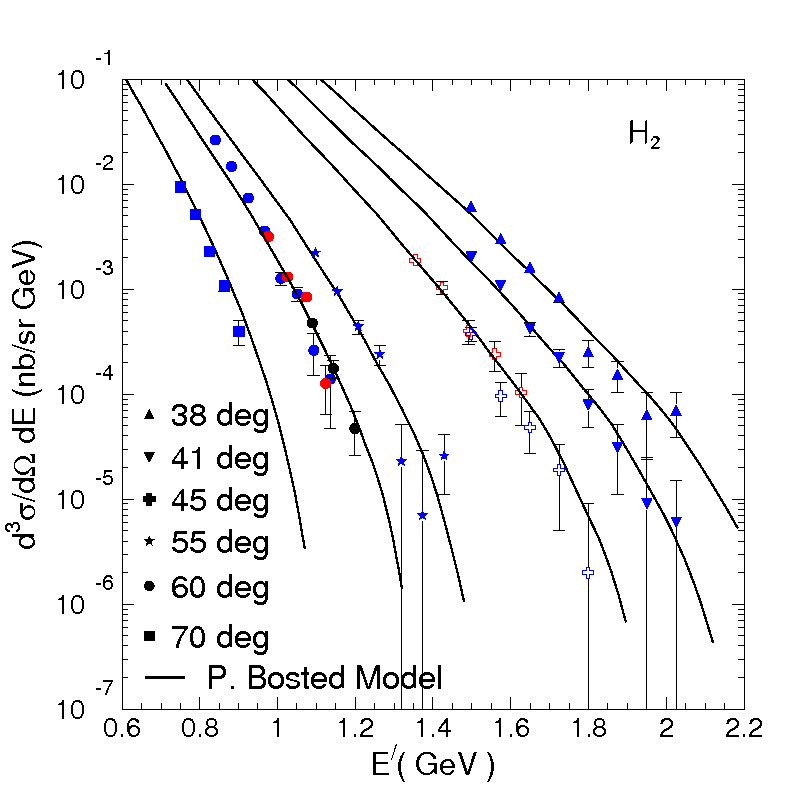 10 -1
H2
10 -2
10 -3
10 -4
10 -5
10 -6
10 -7
d3σ/dΩ dE (nb/sr GeV)
38 deg
41 deg
45 deg
55 deg
60 deg
70 deg
P. Bosted Model
0.6 0.8 1 1.2 1.4 1.6 1.8 2 2.2
E/( GeV )